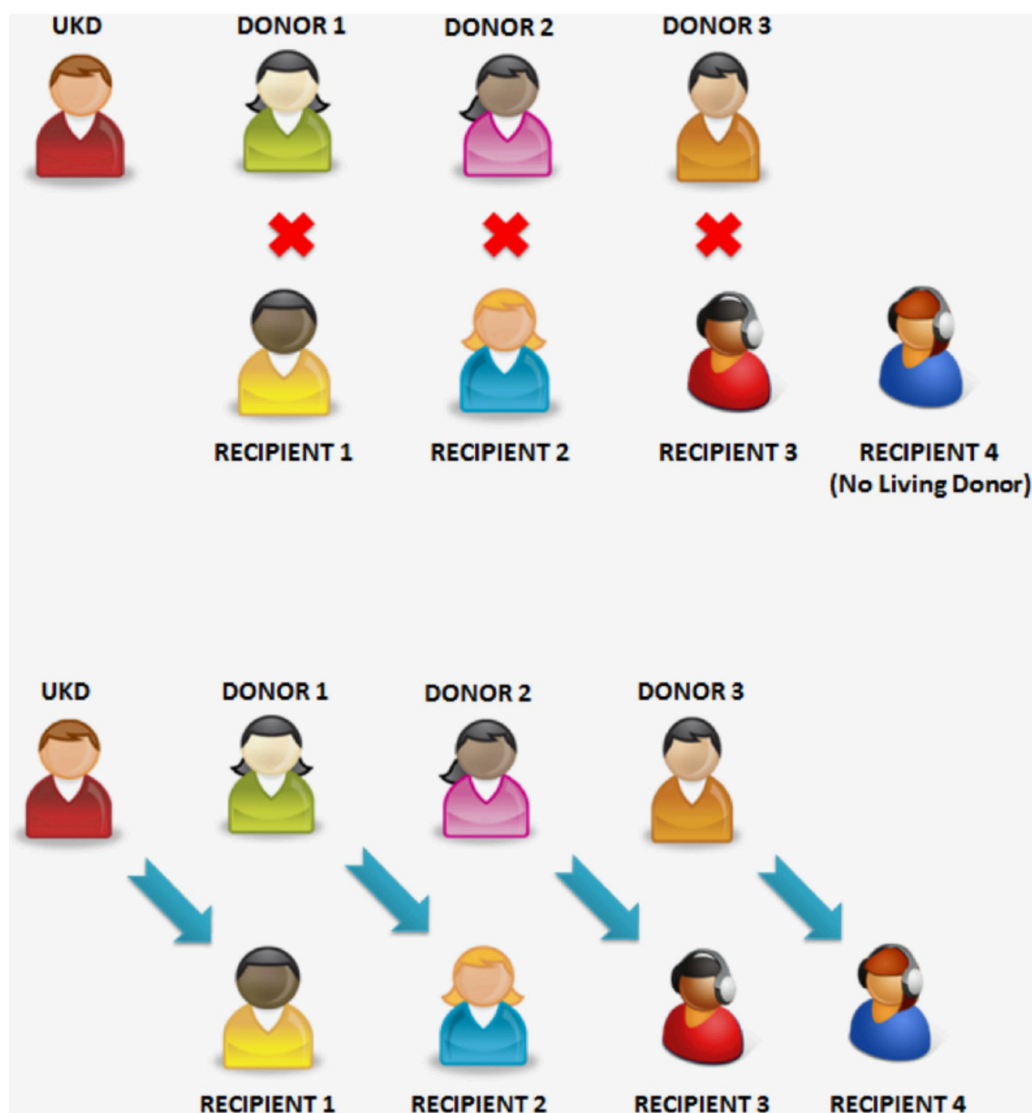 UKD DONOR 1 DONOR 2 DONOR 3
RECIPIENT 1 RECIPIENT 2 RECIPIENT 3 RECIPIENT 4
(No Living Donor)
UKD DONOR 1 DONOR 2 DONOR 3
RECIPIENT 1 RECIPIENT 2 RECIPIENT 3 RECIPIENT 4